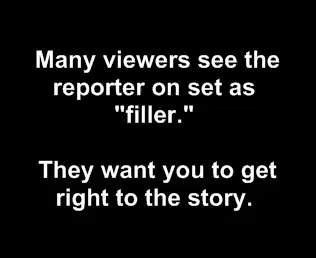 Many viewers see the
reporter on set as
"filler."
They want you to get
right to the story.